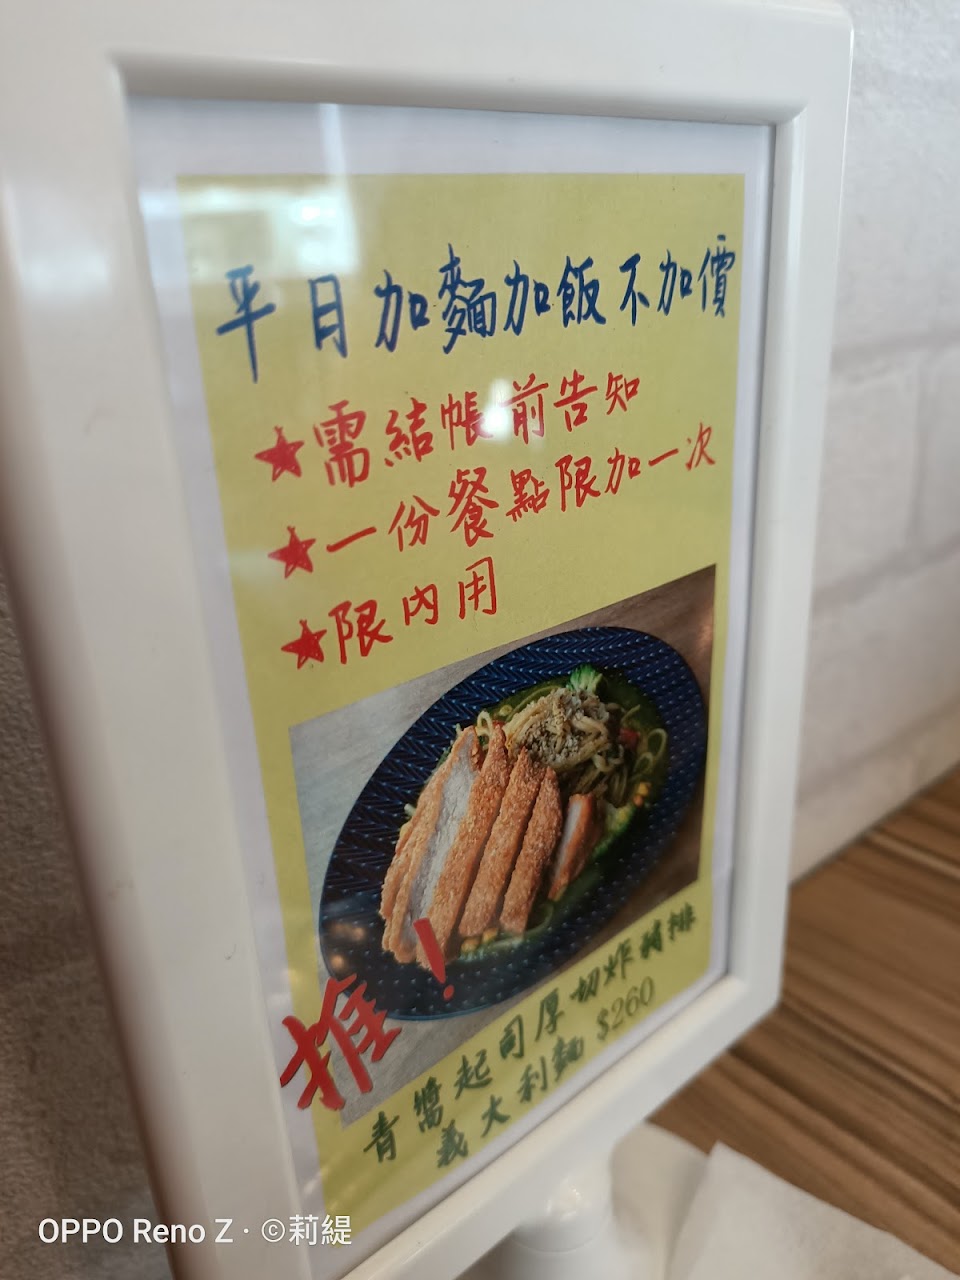 平日加麵加飯不加價
★需結帳前告知
★一份餐點限加一次
★限內用
推！
青醬起司厚切炸豬排
義大利麵 $260
OPPO Reno Z · ©莉緹